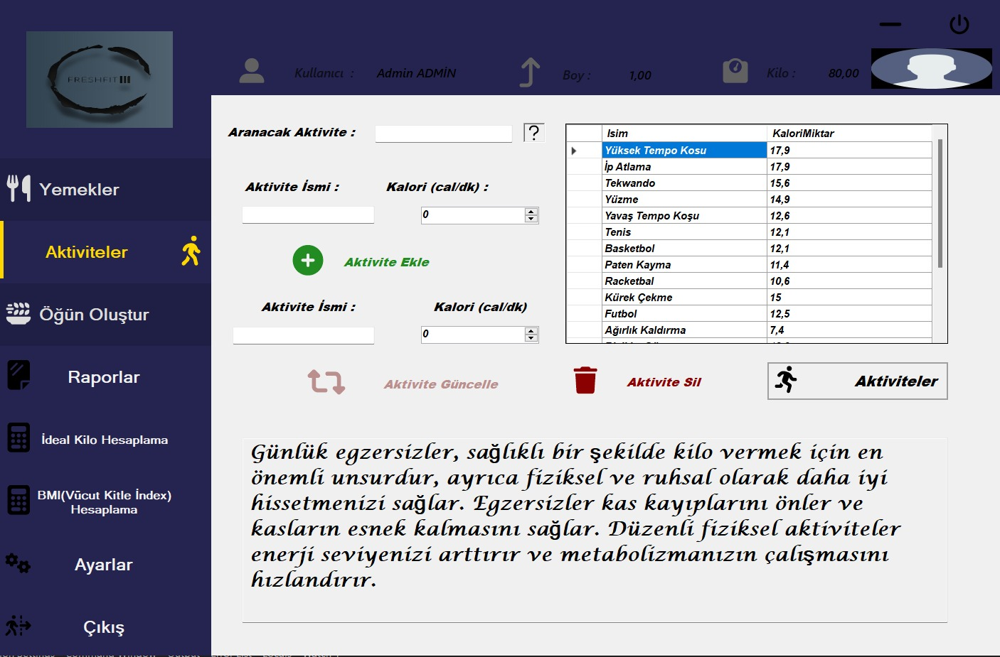 FRESHFIT
Kullanıcı :
Admin ADMİN
Boy :
1,00
Kilo :
80,00
Yemekler
Aktiviteler
Öğün Oluştur
Raporlar
İdeal Kilo Hesaplama
BMI(Vücut Kitle İndex)
Hesaplama
Ayarlar
Çıkış
Aranacak Aktivite :
?
Aktivite İsmi :
Kalori (cal/dk) :
0
Aktivite Ekle
Aktivite İsmi :
Kalori (cal/dk)
0
Aktivite Güncelle
Isim KaloriMiktar
Yüksek Tempo Kosu 17,9
İp Atlama 17,9
Tekwando 15,6
Yüzme 14,9
Yavaş Tempo Koşu 12,6
Tenis 12,1
Basketbol 12,1
Paten Kayma 11,4
Racketbal 10,6
Kürek Çekme 15
Futbol 12,5
Ağırlık Kaldırma 7,4
Aktivite Sil
Aktiviteler
Günlük egzersizler, sağlıklı bir şekilde kilo vermek için en
önemli unsurdur, ayrıca fiziksel ve ruhsal olarak daha iyi
hissetmenizi sağlar. Egzersizler kas kayıplarını önler ve
kasların esnek kalmasını sağlar. Düzenli fiziksel aktiviteler
enerji seviyenizi arttırır ve metabolizmanızın çalışmasını
hızlandırır.